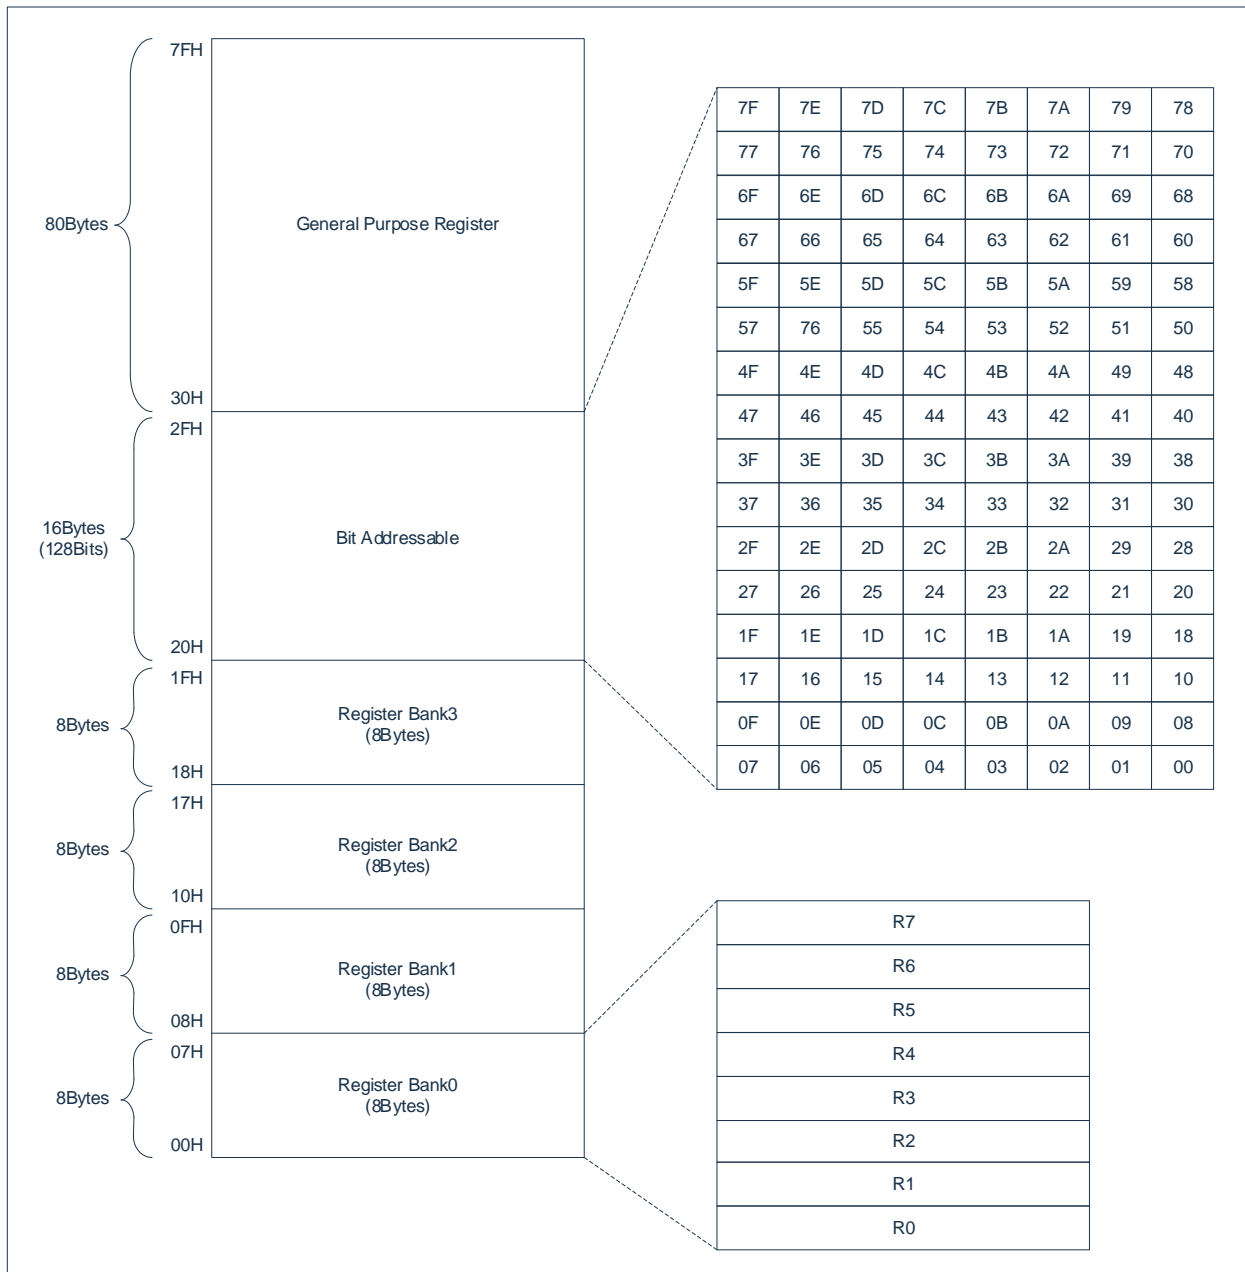 7FH
80Bytes
General Purpose Register
30H
2FH
16Bytes
(128Bits)
Bit Addressable
20H
1FH
8Bytes
Register Bank3
(8Bytes)
18H
17H
8Bytes
Register Bank2
(8Bytes)
10H
0FH
8Bytes
Register Bank1
(8Bytes)
08H
07H
8Bytes
Register Bank0
(8Bytes)
00H
7F 7E 7D 7C 7B 7A 79 78
77 76 75 74 73 72 71 70
6F 6E 6D 6C 6B 6A 69 68
67 66 65 64 63 62 61 60
5F 5E 5D 5C 5B 5A 59 58
57 76 55 54 53 52 51 50
4F 4E 4D 4C 4B 4A 49 48
47 46 45 44 43 42 41 40
3F 3E 3D 3C 3B 3A 39 38
37 36 35 34 33 32 31 30
2F 2E 2D 2C 2B 2A 29 28
27 26 25 24 23 22 21 20
1F 1E 1D 1C 1B 1A 19 18
17 16 15 14 13 12 11 10
0F 0E 0D 0C 0B 0A 09 08
07 06 05 04 03 02 01 00
R7
R6
R5
R4
R3
R2
R1
R0